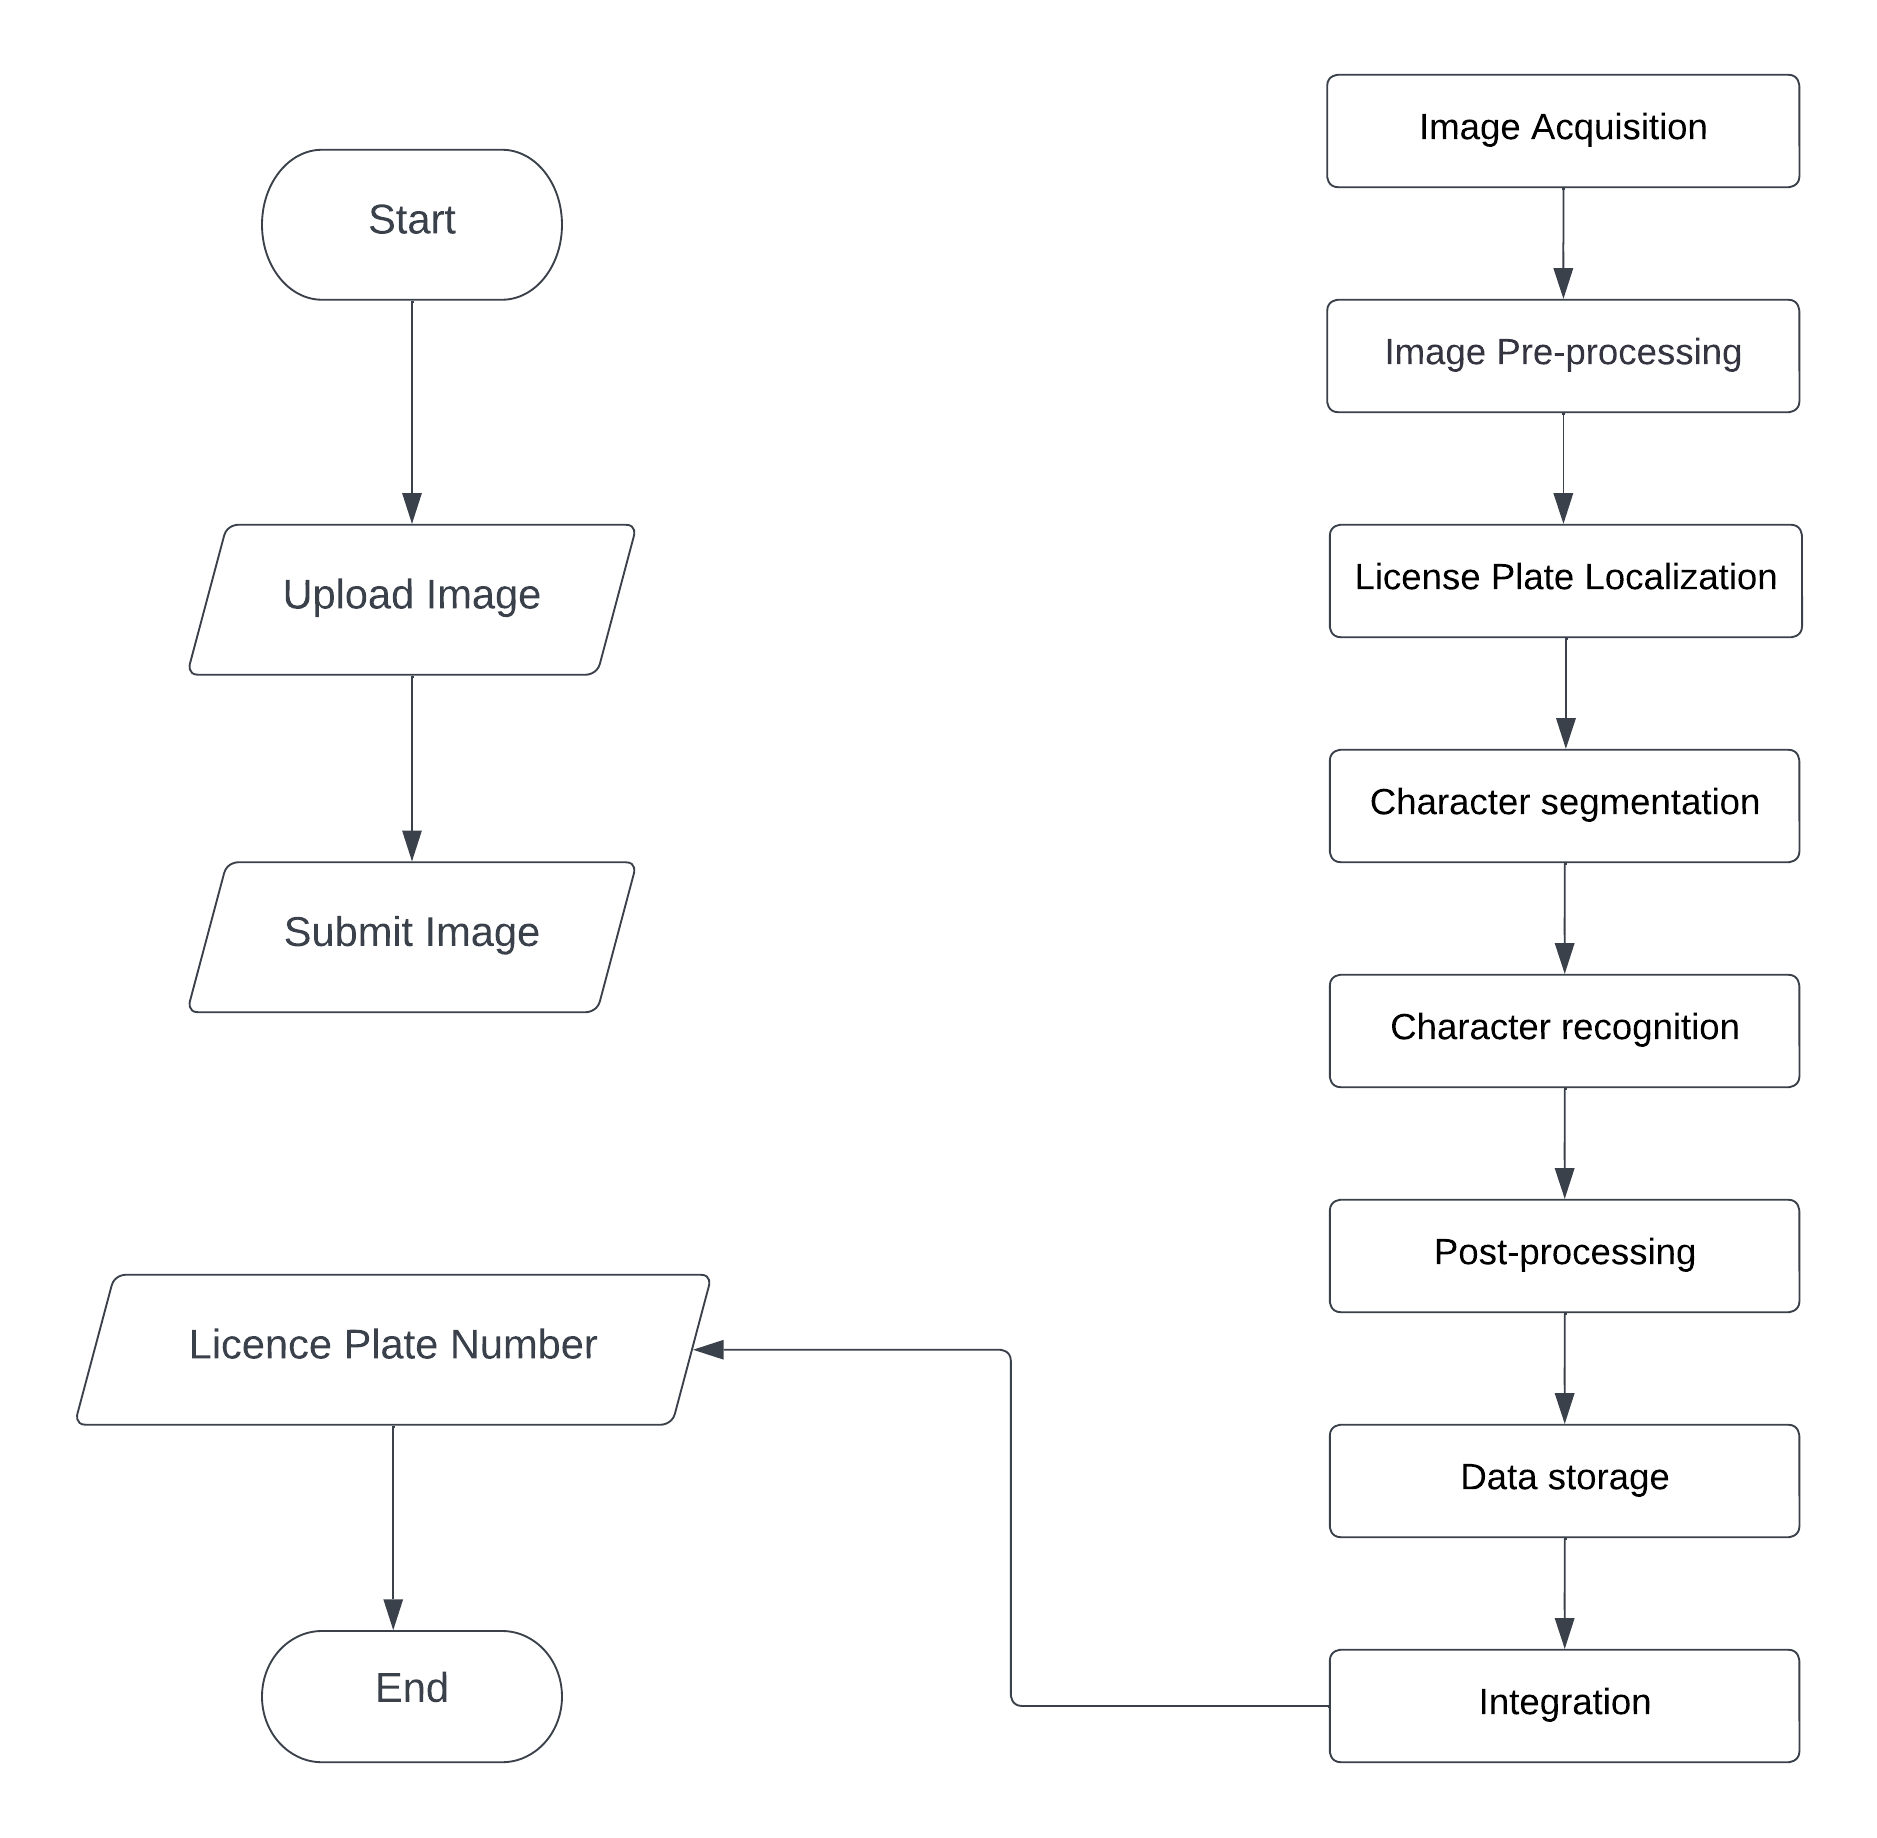 Start
Upload Image
Submit Image
Image Acquisition
Image Pre-processing
License Plate Localization
Character segmentation
Character recognition
Post-processing
Data storage
Integration
Licence Plate Number
End